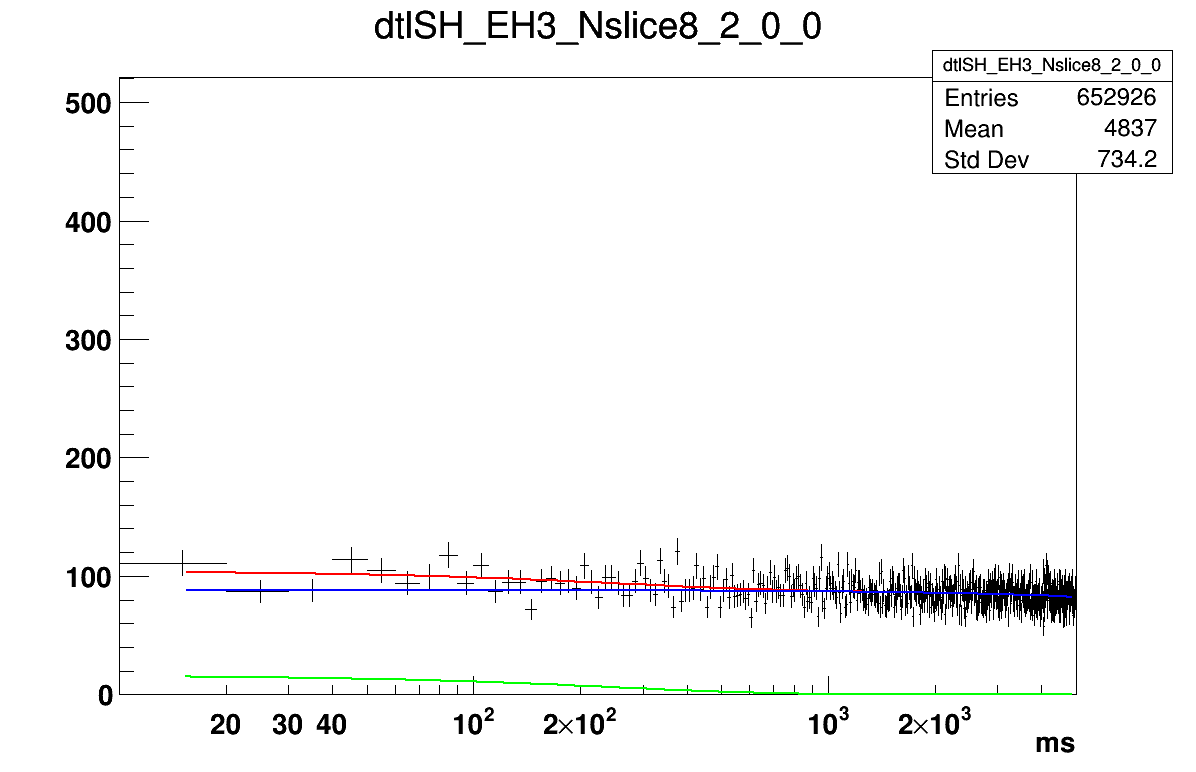 dtlSH_EH3_Nslice8_2_0_0
dtlSH_EH3_Nslice8_2_0_0
Entries 652926
Mean 4837
Std Dev 734.2
500
400
300
200
100
0
20 30 40 10² 2×10² 10³ 2×10³
ms